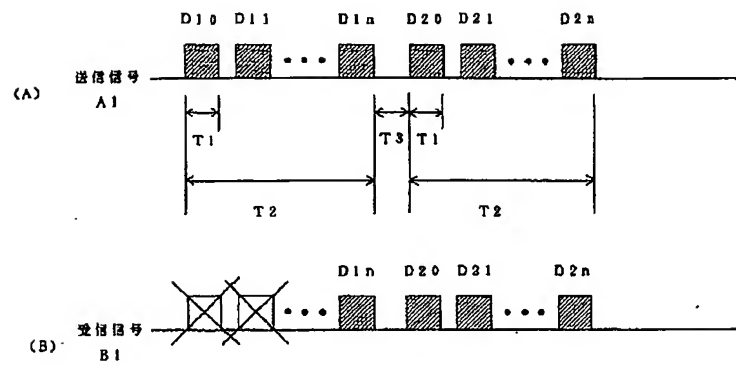 D10 D11 D1n D20 D21 D2n
(A) 送信信号
A1
T1 T3 T1
T2 T2
D1n D20 D21 D2n
受信信号
(B) B1